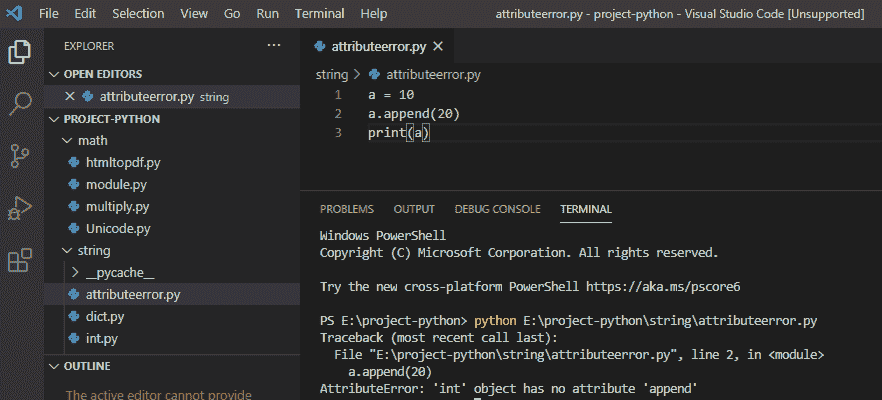 File Edit Selection View Go Run Terminal Help attributeerror.py - project-python - Visual Studio Code [Unsupported]
EXPLORER ...
OPEN EDITORS
attributeerror.py string
PROJECT-PYTHON
math
htmltopdf.py
module.py
multiply.py
Unicode.py
string
__pycache__
attributeerror.py
dict.py
int.py
OUTLINE
The active editor cannot provide
attributeerror.py
string > attributeerror.py
1 a = 10
2 a.append(20)
3 print(a)
PROBLEMS OUTPUT DEBUG CONSOLE TERMINAL
Windows PowerShell
Copyright (C) Microsoft Corporation. All rights reserved.
Try the new cross-platform PowerShell https://aka.ms/pscore6
PS E:\project-python> python E:\project-python\string\attributeerror.py
Traceback (most recent call last):
File "E:\project-python\string\attributeerror.py", line 2, in <module>
a.append(20)
AttributeError: 'int' object has no attribute 'append'